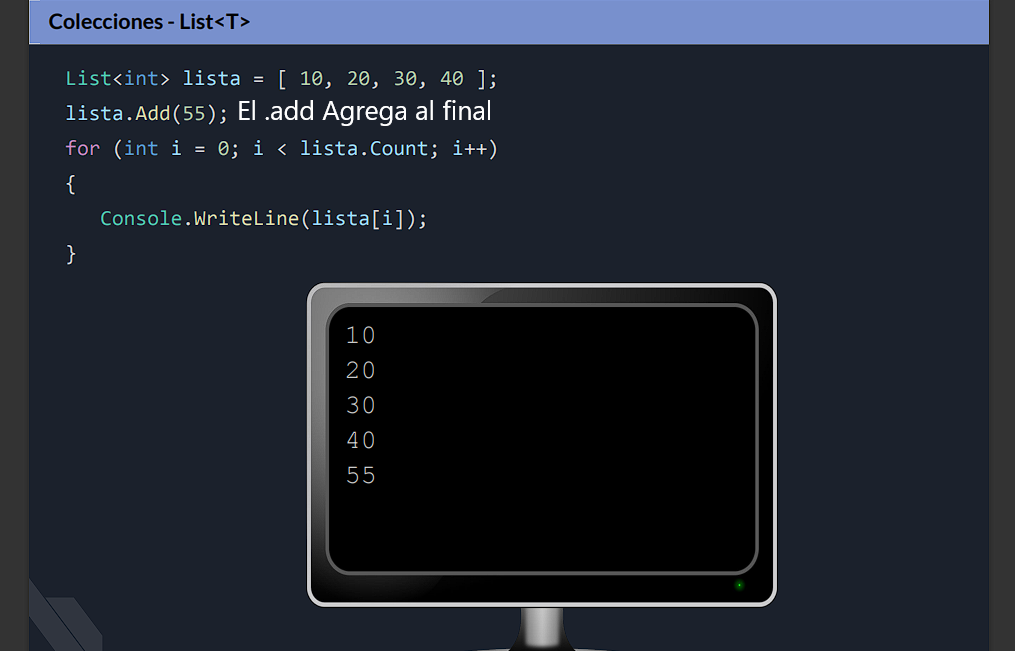 Colecciones - List<T>
List<int> lista = [ 10, 20, 30, 40 ];
lista.Add(55); El .add Agrega al final
for (int i = 0; i < lista.Count; i++)
{
Console.WriteLine(lista[i]);
}
10
20
30
40
55